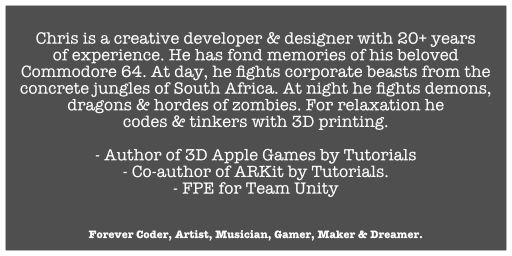 Chris is a creative developer & designer with 20+ years
of experience. He has fond memories of his beloved
Commodore 64. At day, he fights corporate beasts from the
concrete jungles of South Africa. At night he fights demons,
dragons & hordes of zombies. For relaxation he
codes & tinkers with 3D printing.
- Author of 3D Apple Games by Tutorials
- Co-author of ARKit by Tutorials.
- FPE for Team Unity
Forever Coder, Artist, Musician, Gamer, Maker & Dreamer.